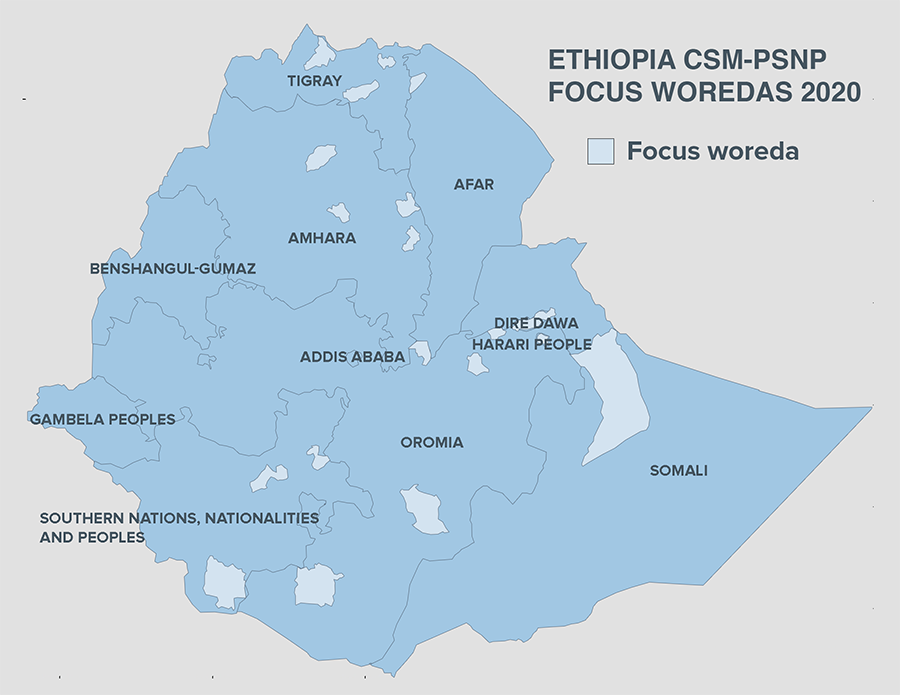 ETHIOPIA CSM-PSNP
FOCUS WOREDAS 2020
Focus woreda
TIGRAY
AFAR
AMHARA
BENSHANGUL-GUMAZ
DIRE DAWA
HARARI PEOPLE
ADDIS ABABA
GAMBELA PEOPLES
OROMIA
SOMALI
SOUTHERN NATIONS, NATIONALITIES
AND PEOPLES